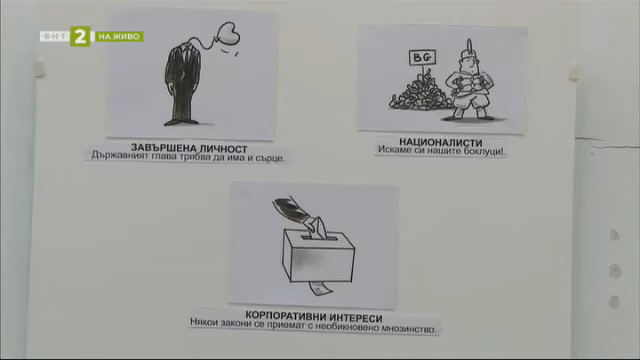 БНТ 2 НА ЖИВО
BG
ЗАВЪРШЕНА ЛИЧНОСТ
Държавният глава трябва да има и сърце.
НАЦИОНАЛИСТИ
Искаме си нашите боклуци!.
КОРПОРАТИВНИ ИНТЕРЕСИ
Някои закони се приемат с необикновено мнозинство.